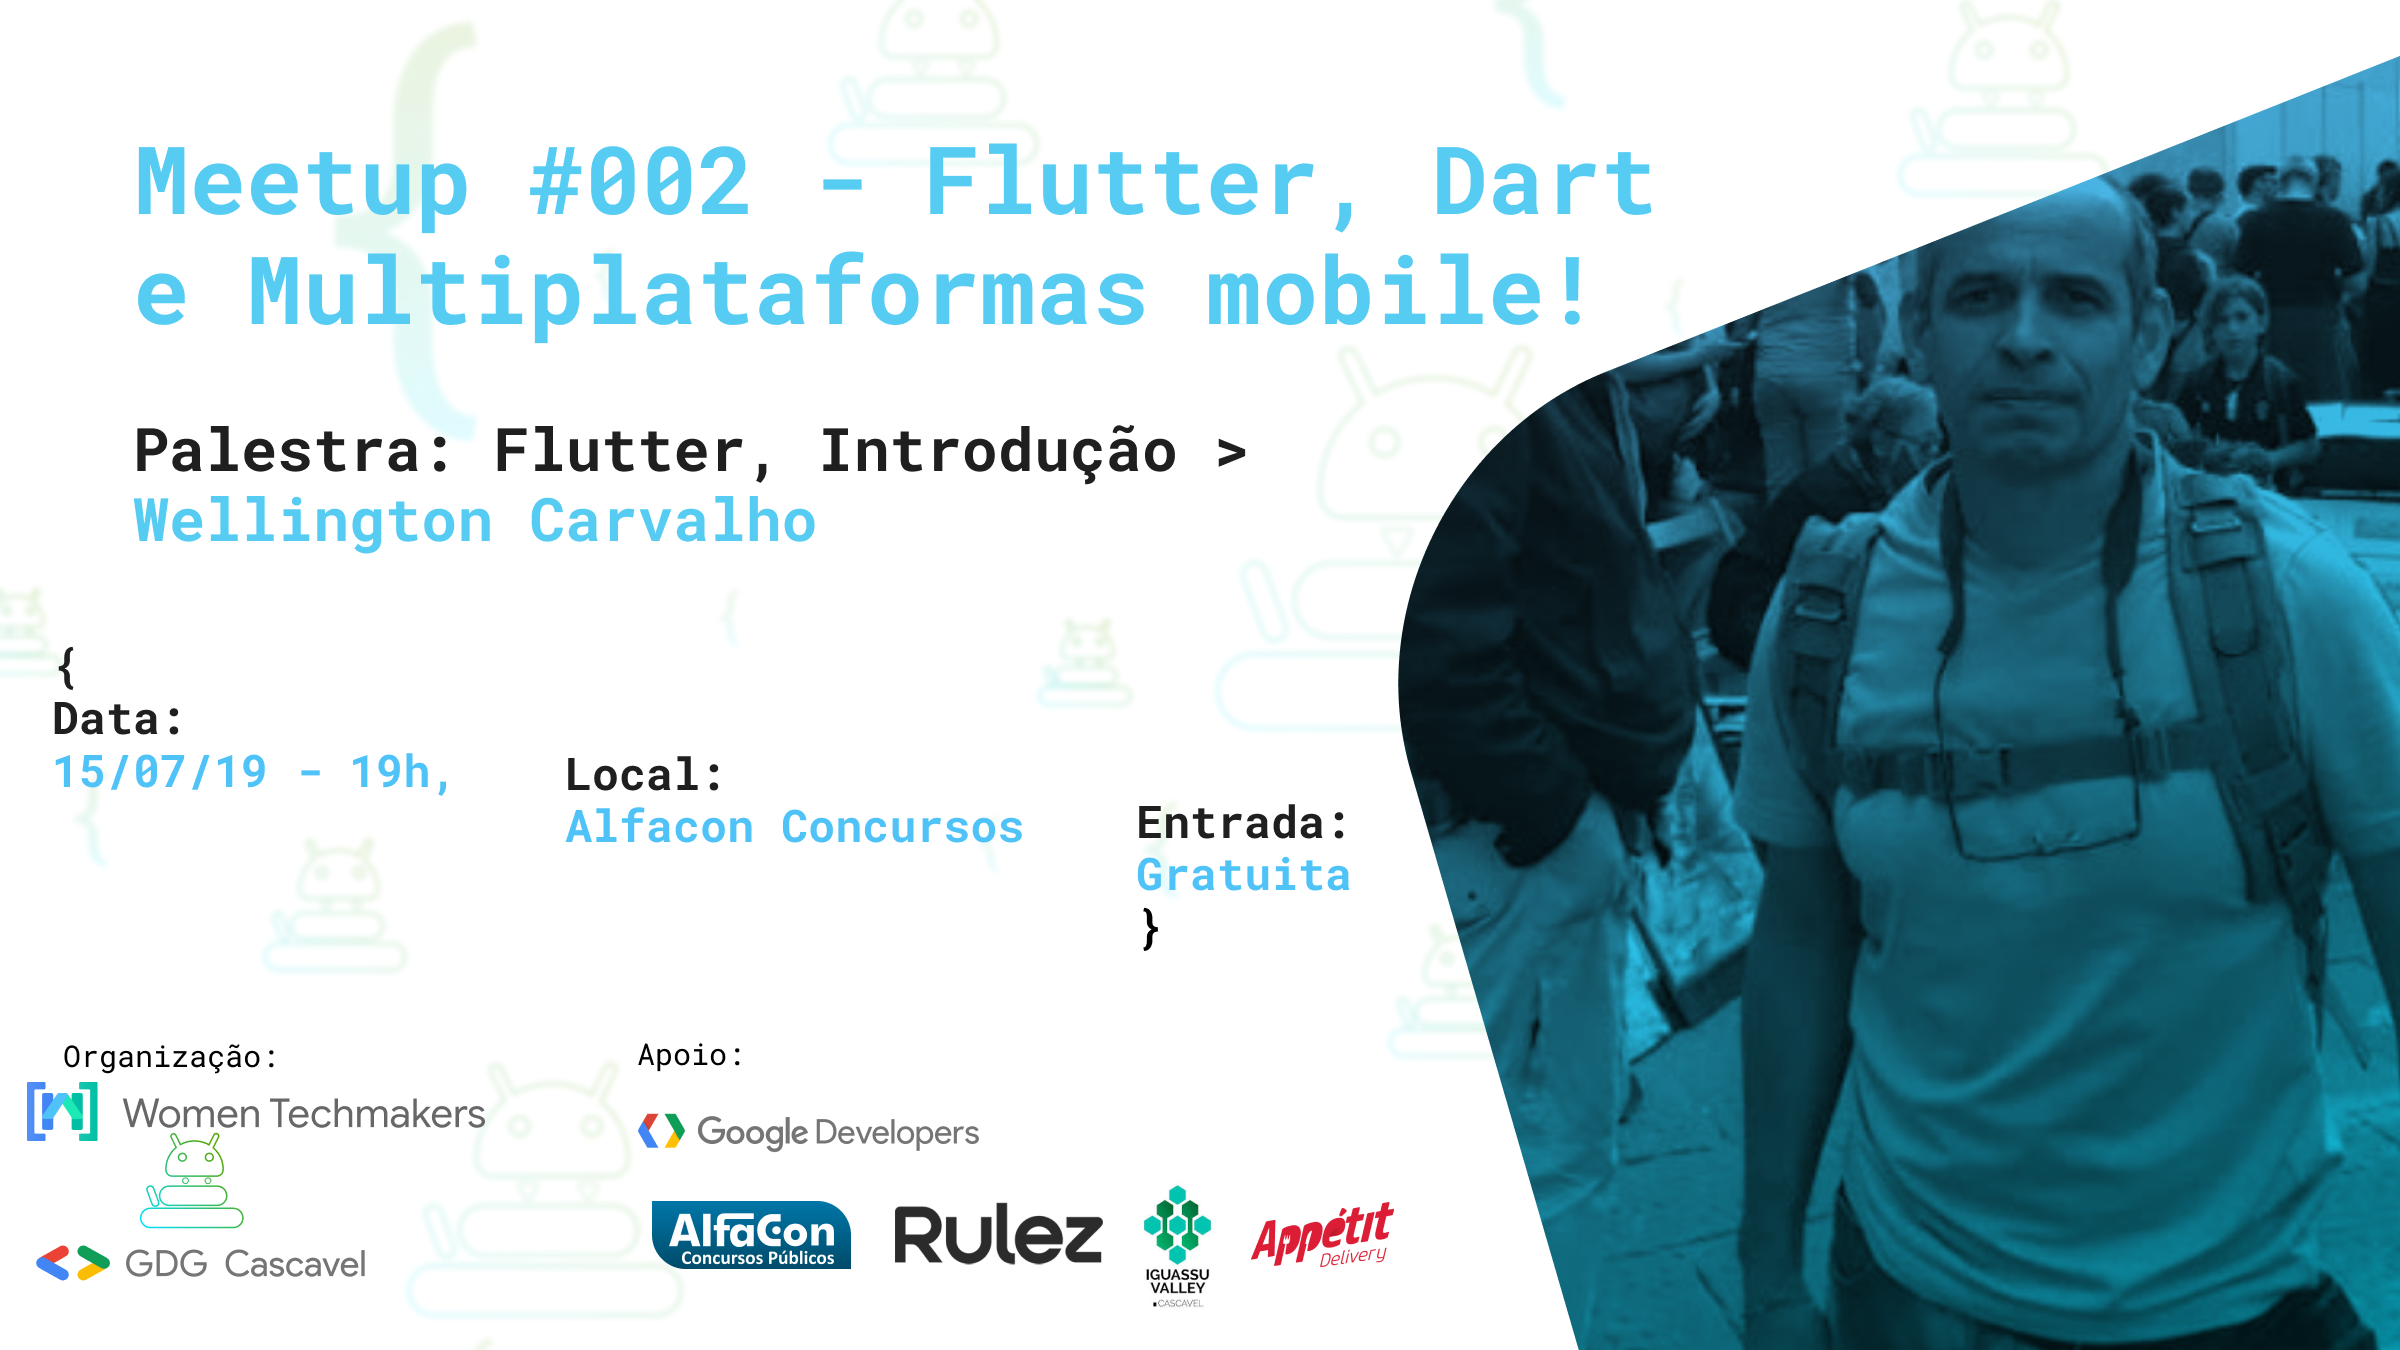 Meetup #002 - Flutter, Dart
e Multiplataformas mobile!
Palestra: Flutter, Introdução >
Wellington Carvalho
{
Data:
15/07/19 - 19h,
Local:
Alfacon Concursos
Entrada:
Gratuita
}
Organização:
Women Techmakers
GDG Cascavel
Apoio:
Google Developers
AlfaCon
Concursos Públicos
Rulez
IGUASSU
VALLEY
CASCAVEL
Appétit
Delivery